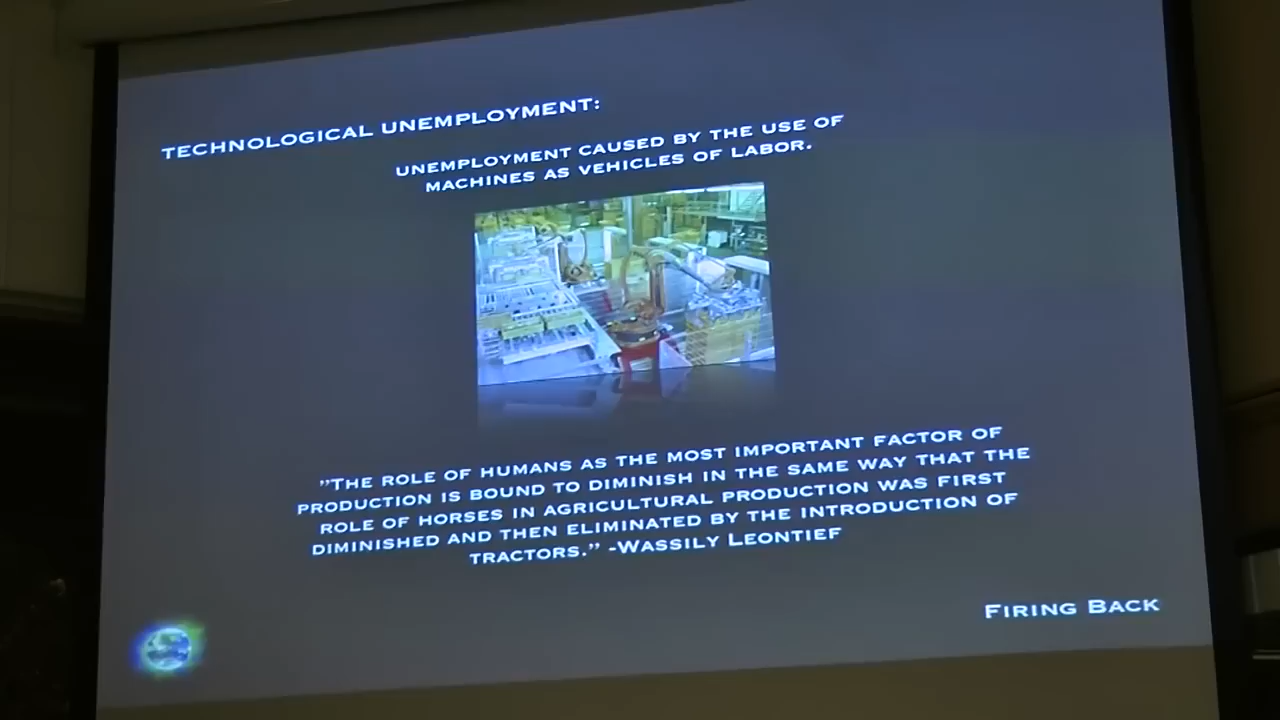 TECHNOLOGICAL UNEMPLOYMENT:
UNEMPLOYMENT CAUSED BY THE USE OF
MACHINES AS VEHICLES OF LABOR.
"THE ROLE OF HUMANS AS THE MOST IMPORTANT FACTOR OF
PRODUCTION IS BOUND TO DIMINISH IN THE SAME WAY THAT THE
ROLE OF HORSES IN AGRICULTURAL PRODUCTION WAS FIRST
DIMINISHED AND THEN ELIMINATED BY THE INTRODUCTION OF
TRACTORS." -WASSILY LEONTIEF
FIRING BACK